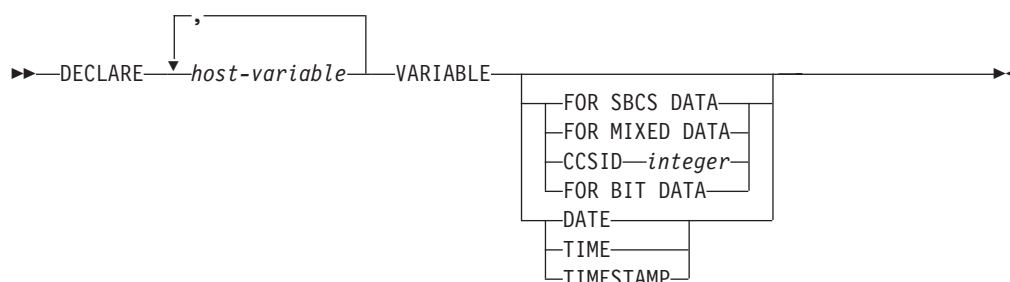 ,
DECLARE host-variable VARIABLE
FOR SBCS DATA
FOR MIXED DATA
CCSID integer
FOR BIT DATA
DATE
TIME
TIMESTAMP